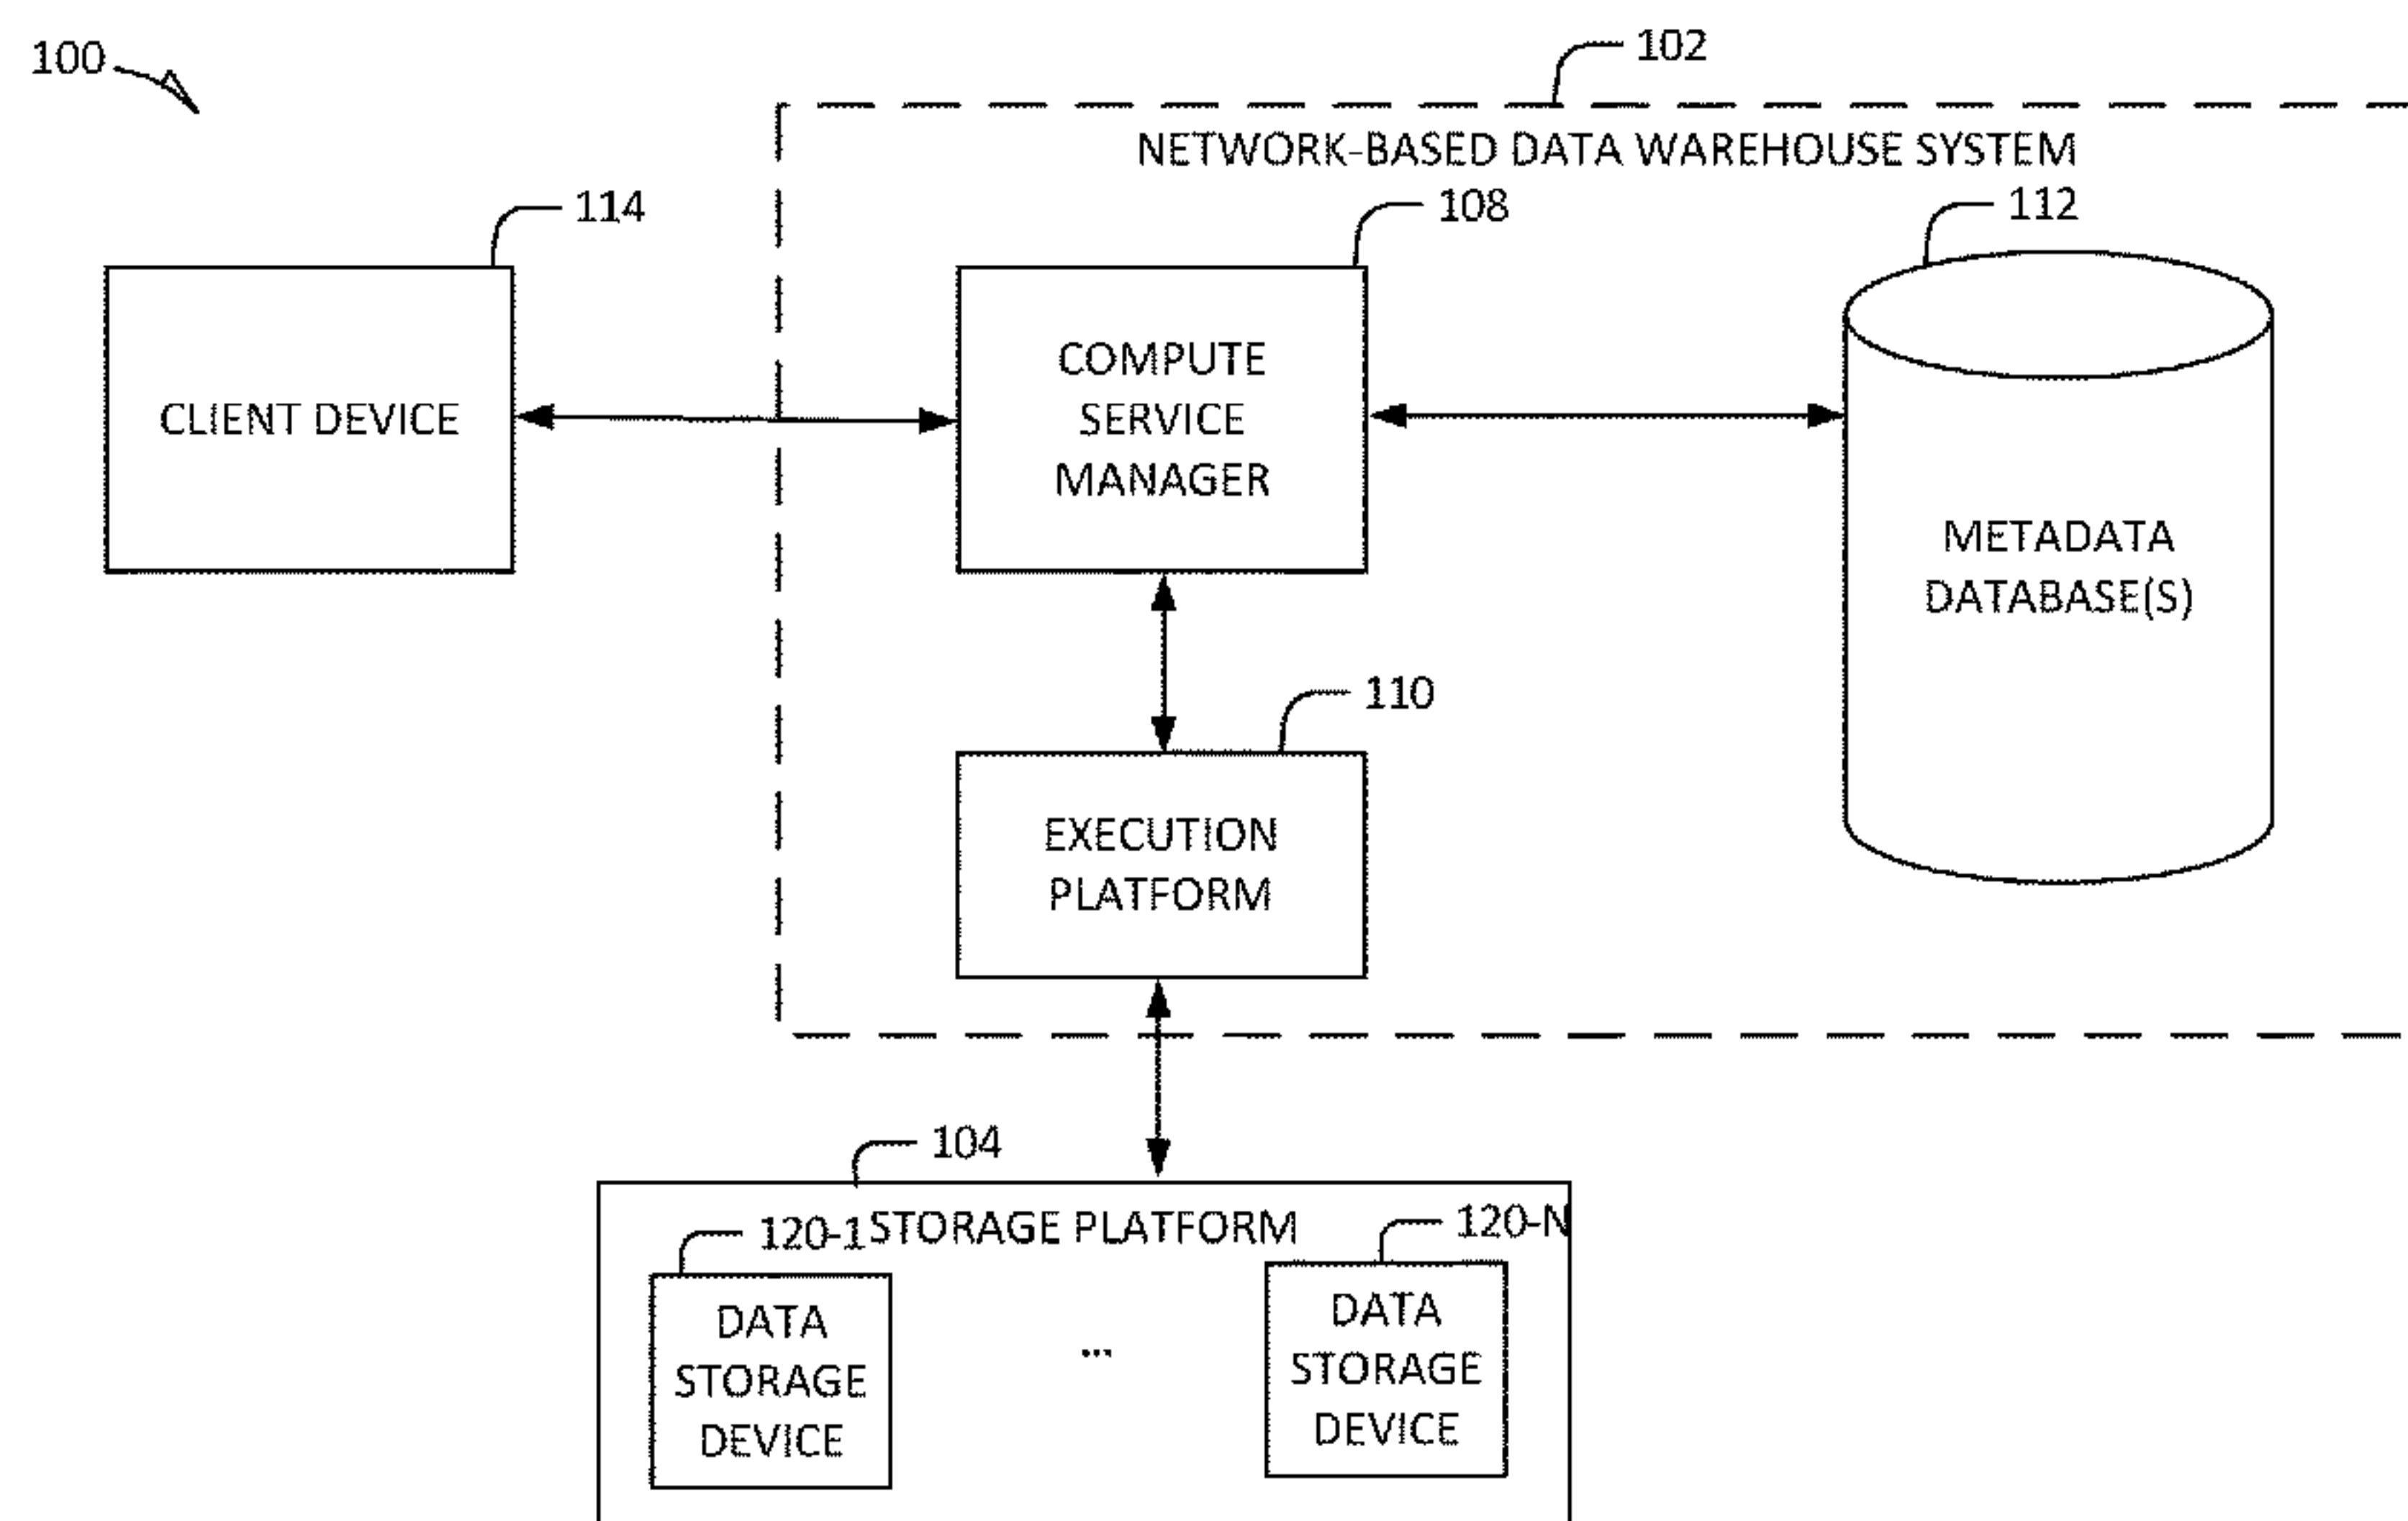 100
102
NETWORK-BASED DATA WAREHOUSE SYSTEM
114
108
112
CLIENT DEVICE
COMPUTE
SERVICE
MANAGER
METADATA
DATABASE(S)
110
EXECUTION
PLATFORM
104
STORAGE PLATFORM
120-1
120-N
DATA
STORAGE
DEVICE
...
DATA
STORAGE
DEVICE